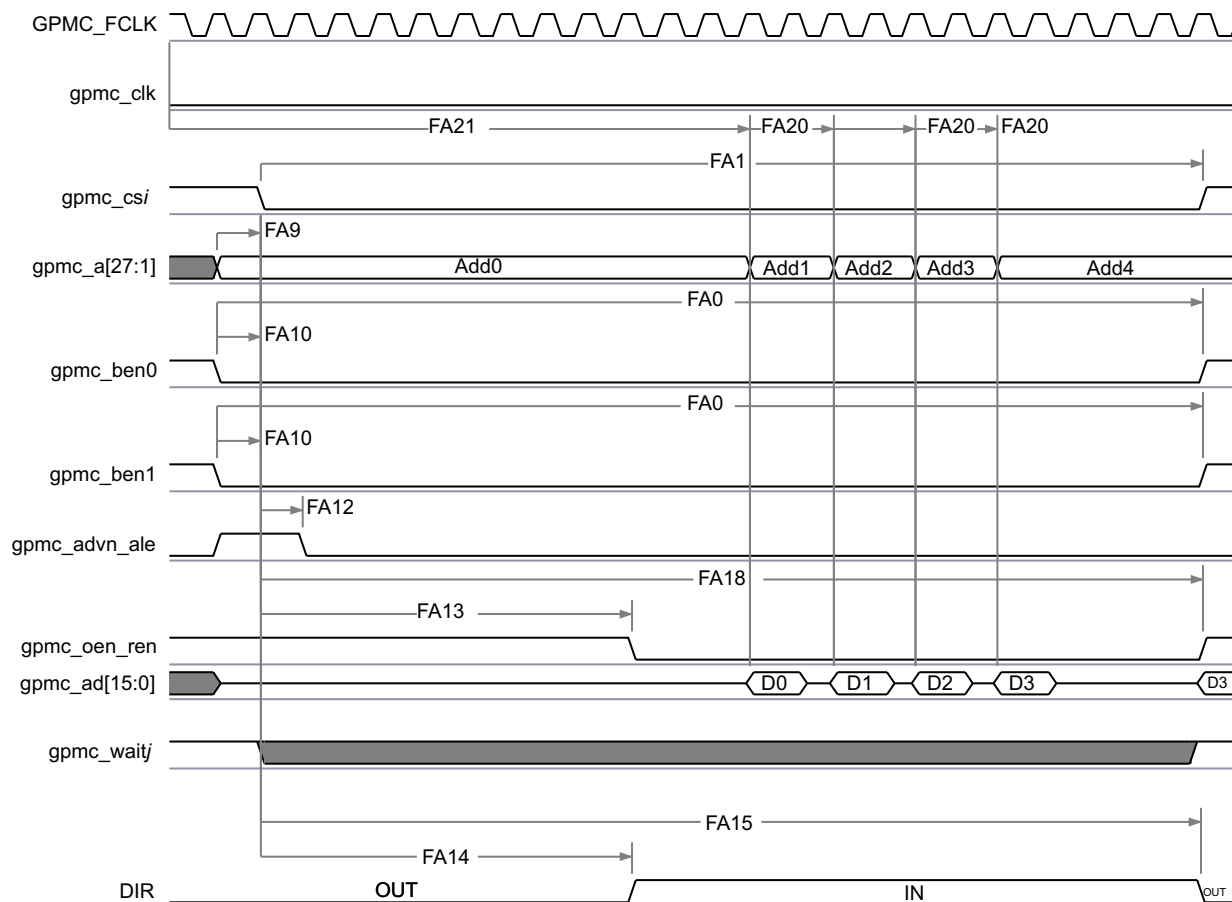 GPMC_FCLK
gpmc_clk
FA21 FA20 FA20 FA20
FA1
gpmc_csi
FA9
gpmc_a[27:1] Add0 Add1 Add2 Add3 Add4
FA0
FA10
gpmc_ben0
FA0
FA10
gpmc_ben1
FA12
gpmc_advn_ale
FA18
FA13
gpmc_oen_ren
gpmc_ad[15:0] D0 D1 D2 D3 D3
gpmc_waitj
FA15
FA14
DIR OUT IN OUT